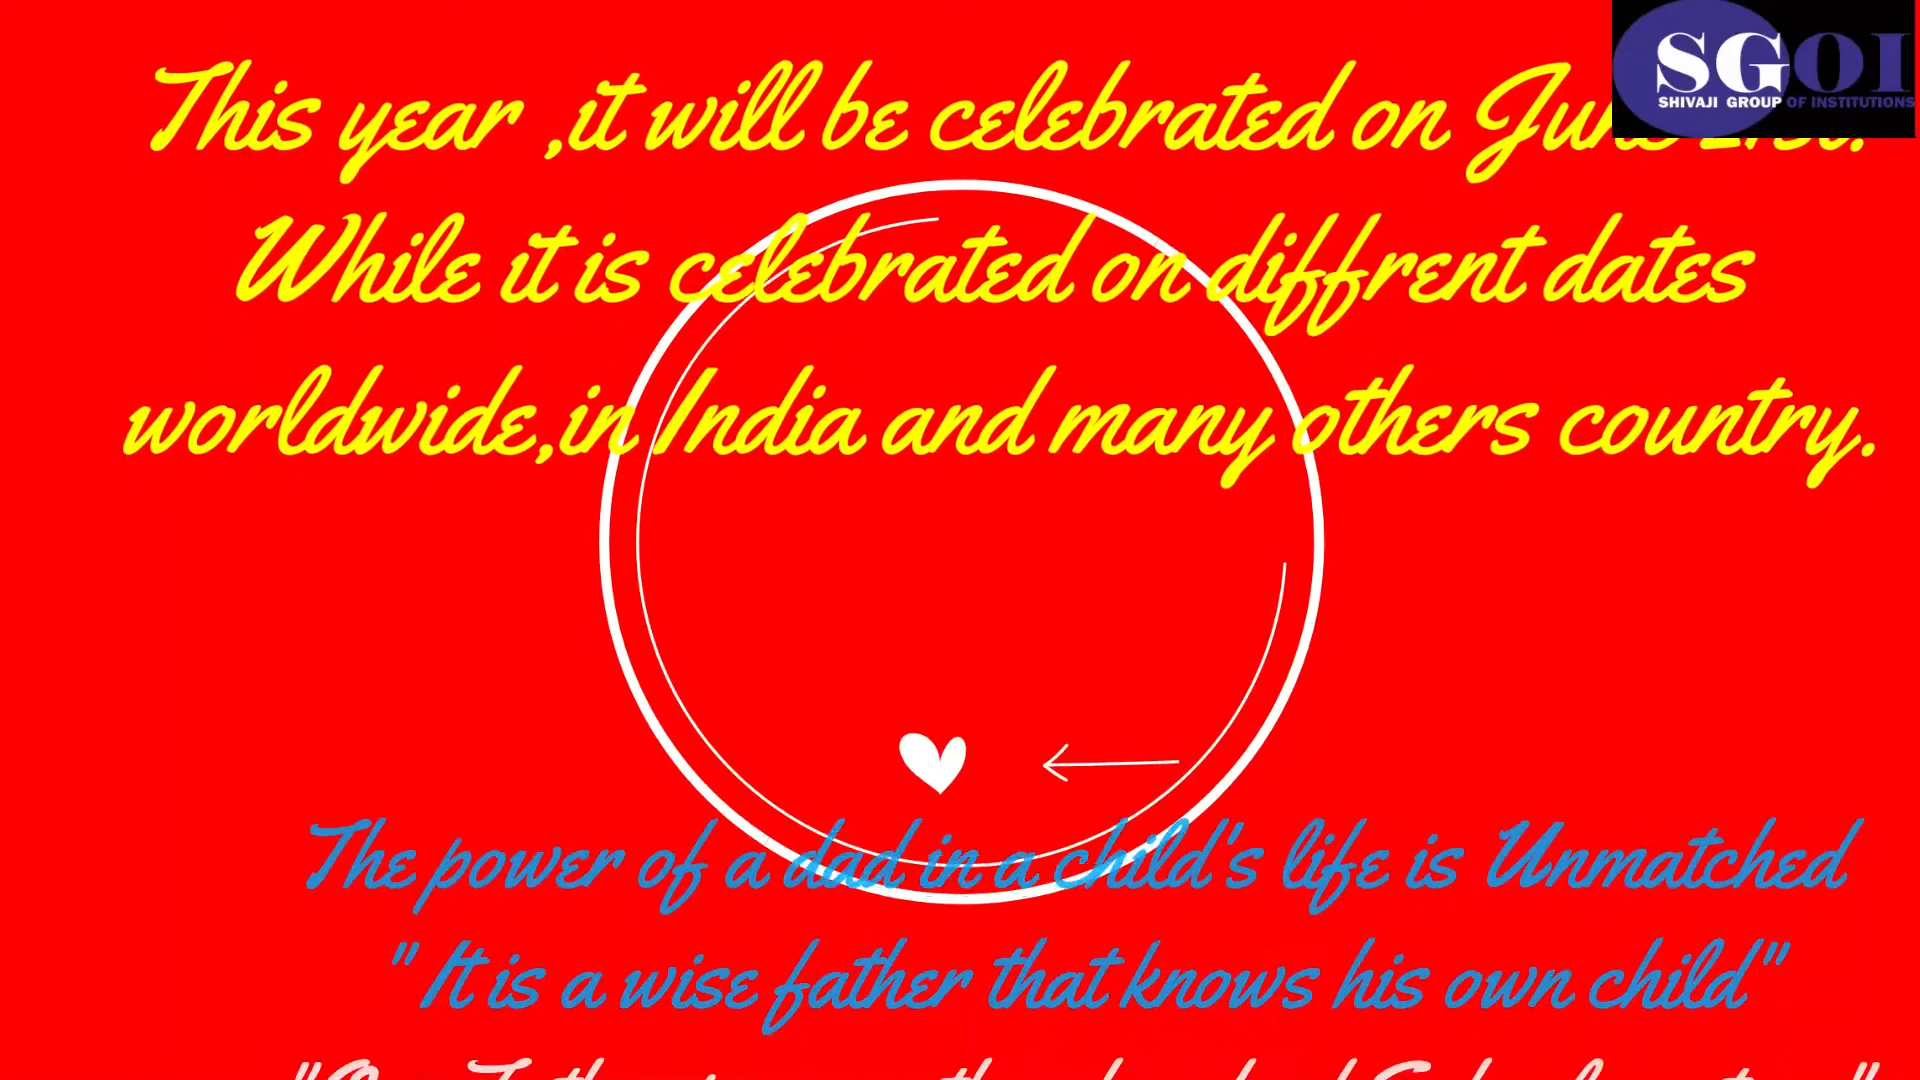 SGOI
SHIVAJI GROUP OF INSTITUTIONS
This year ,it will be celebrated on
While it is celebrated on diffrent dates
worldwide,in India and many others country.
The power of a dad in a child's life is Unmatched
" It is a wise father that knows his own child"